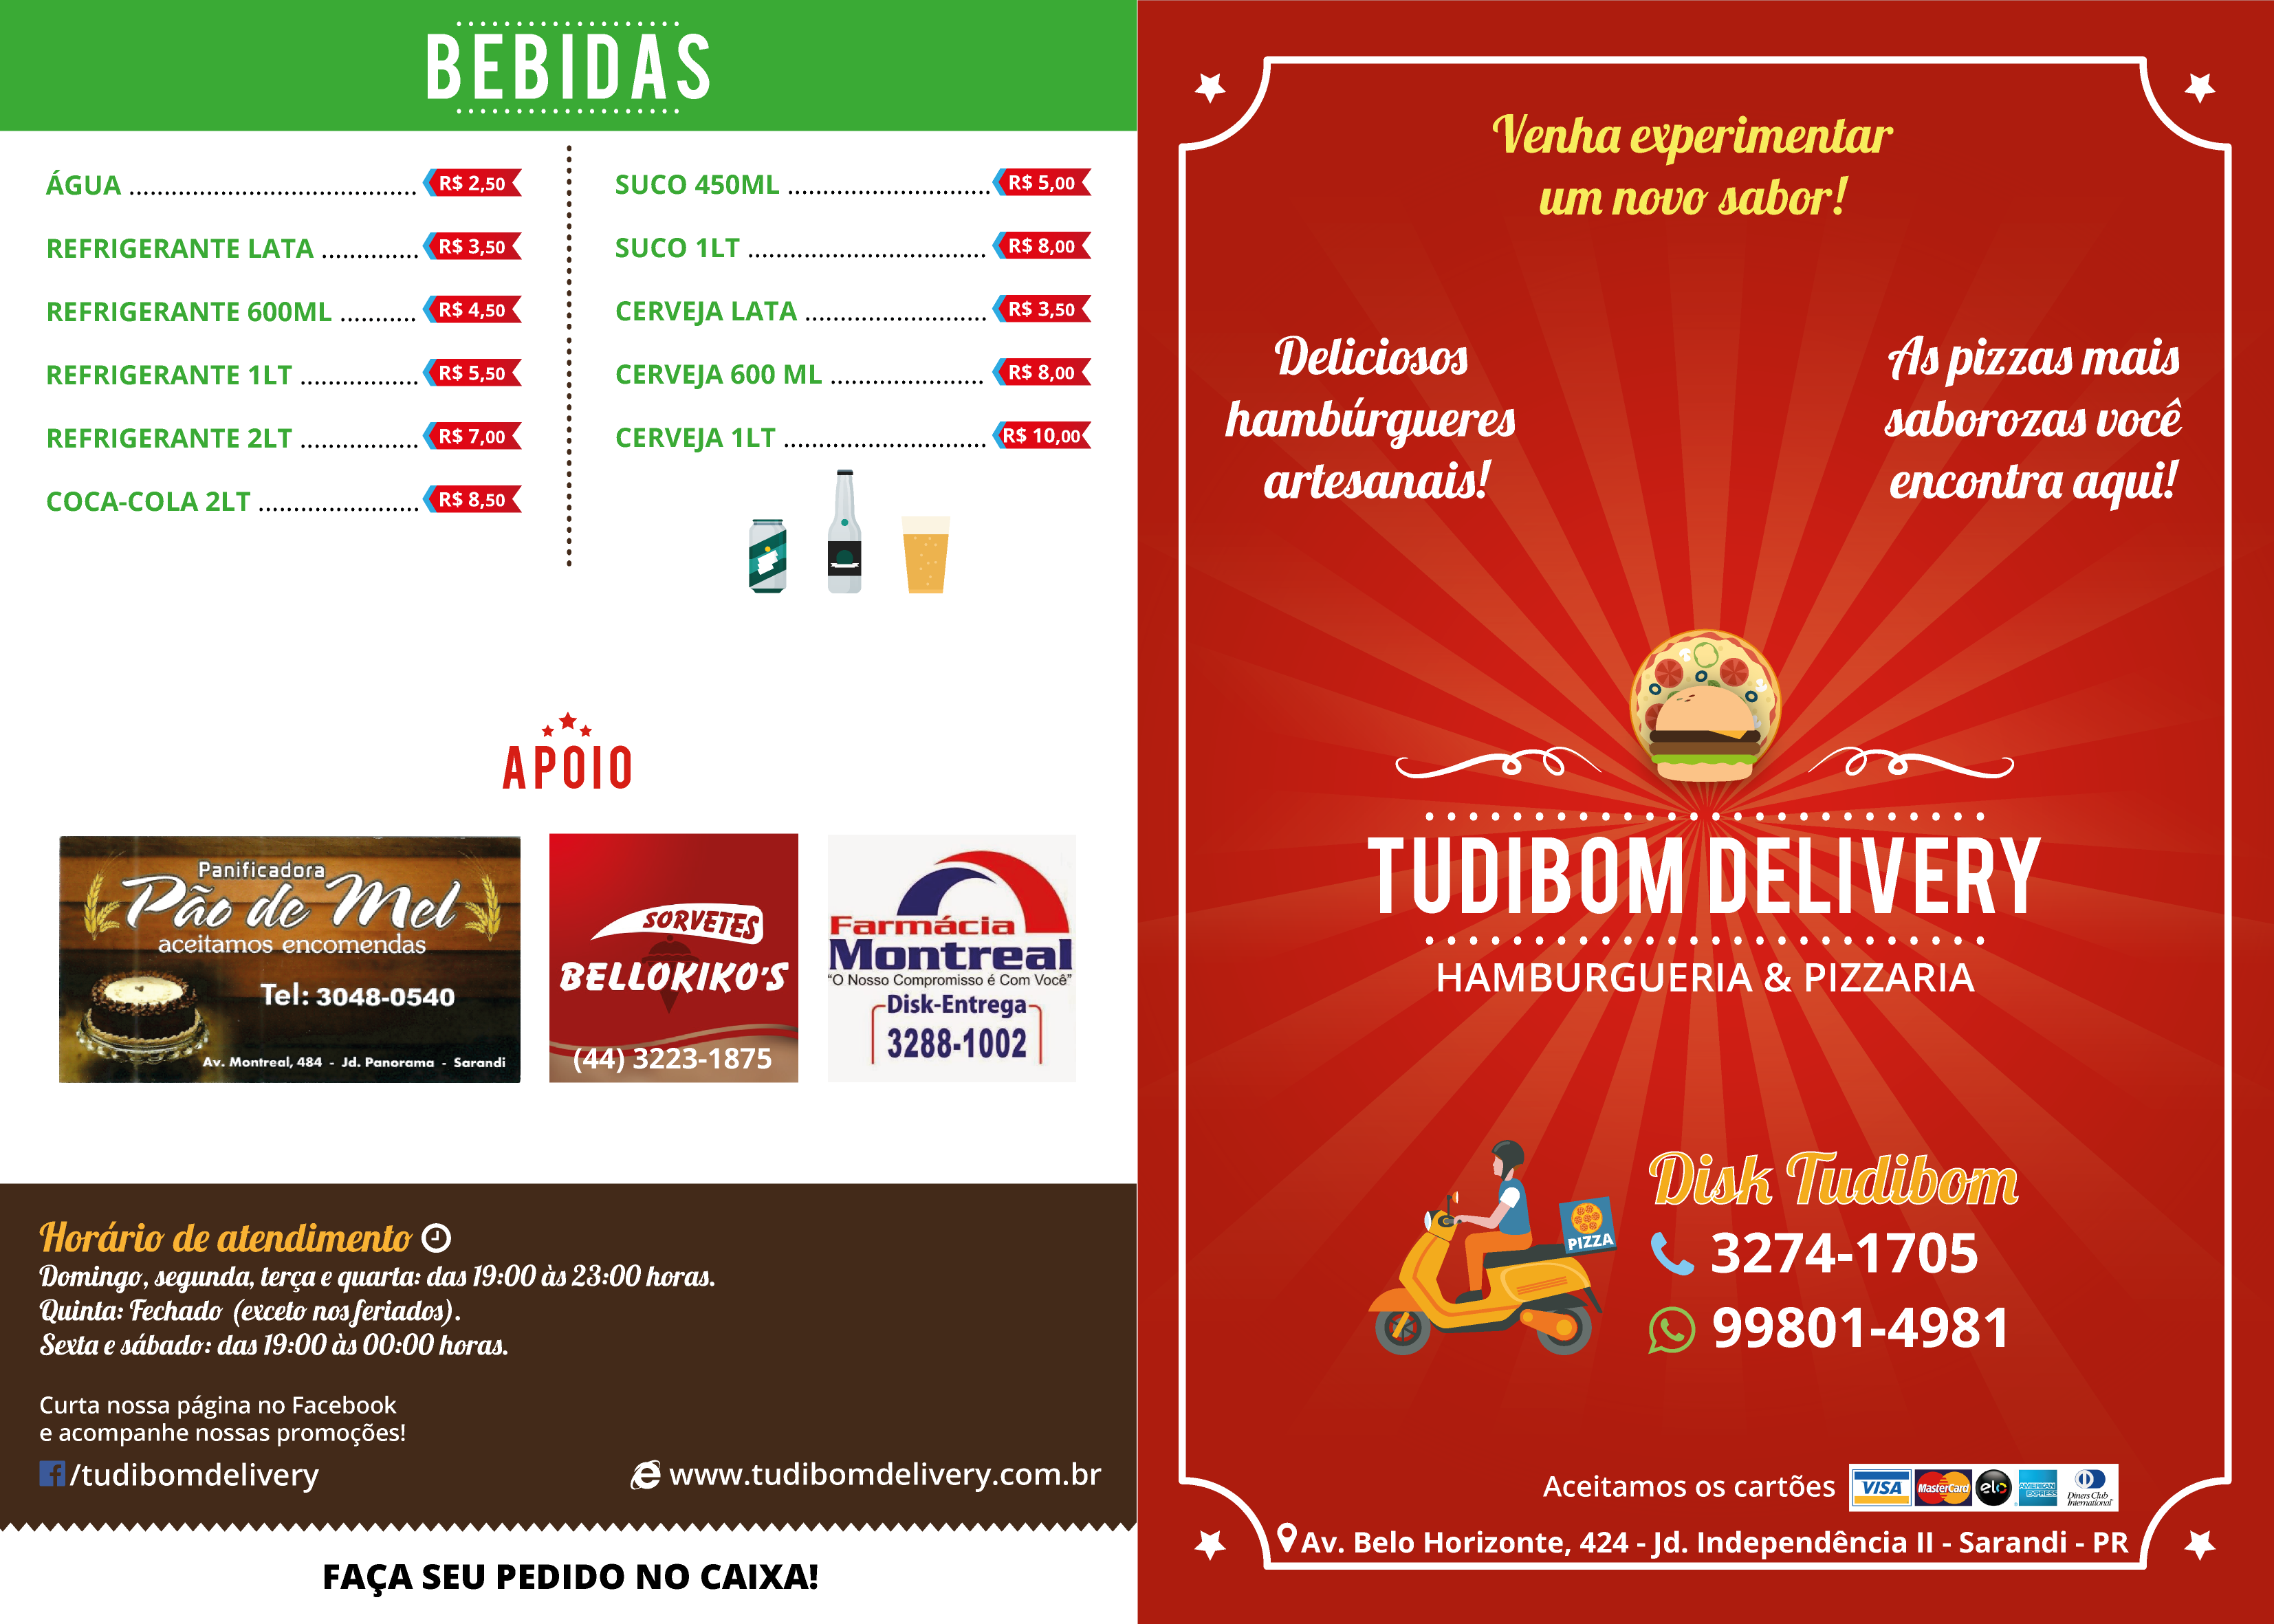 BEBIDAS
ÁGUA ........................................ R$ 2,50
REFRIGERANTE LATA .............. R$ 3,50
REFRIGERANTE 600ML ........... R$ 4,50
REFRIGERANTE 1LT ................. R$ 5,50
REFRIGERANTE 2LT ................. R$ 7,00
COCA-COLA 2LT ....................... R$ 8,50
SUCO 450ML ............................. R$ 5,00
SUCO 1LT .................................. R$ 8,00
CERVEJA LATA .......................... R$ 3,50
CERVEJA 600 ML ...................... R$ 8,00
CERVEJA 1LT ............................. R$ 10,00
APOIO
Panificadora
Pão de Mel
aceitamos encomendas
Tel: 3048-0540
Av. Montreal, 484 - Jd. Panorama - Sarandi
SORVETES
BELLOKIKO'S
(44) 3223-1875
Farmácia
Montreal
"O Nosso Compromisso é Com Você"
Disk-Entrega
3288-1002
Horário de atendimento
Domingo, segunda, terça e quarta: das 19:00 às 23:00 horas.
Quinta: Fechado (exceto nos feriados).
Sexta e sábado: das 19:00 às 00:00 horas.
Curta nossa página no Facebook
e acompanhe nossas promoções!
/tudibomdelivery
www.tudibomdelivery.com.br
FAÇA SEU PEDIDO NO CAIXA!
Venha experimentar
um novo sabor!
Deliciosos
hambúrgueres
artesanais!
As pizzas mais
saborozas você
encontra aqui!
TUDIBOM DELIVERY
HAMBURGUERIA & PIZZARIA
PIZZA
Disk Tudibom
3274-1705
99801-4981
Aceitamos os cartões
VISA
MasterCard
elo
AMERICAN
EXPRESS
Diners Club
International
Av. Belo Horizonte, 424 - Jd. Independência II - Sarandi - PR